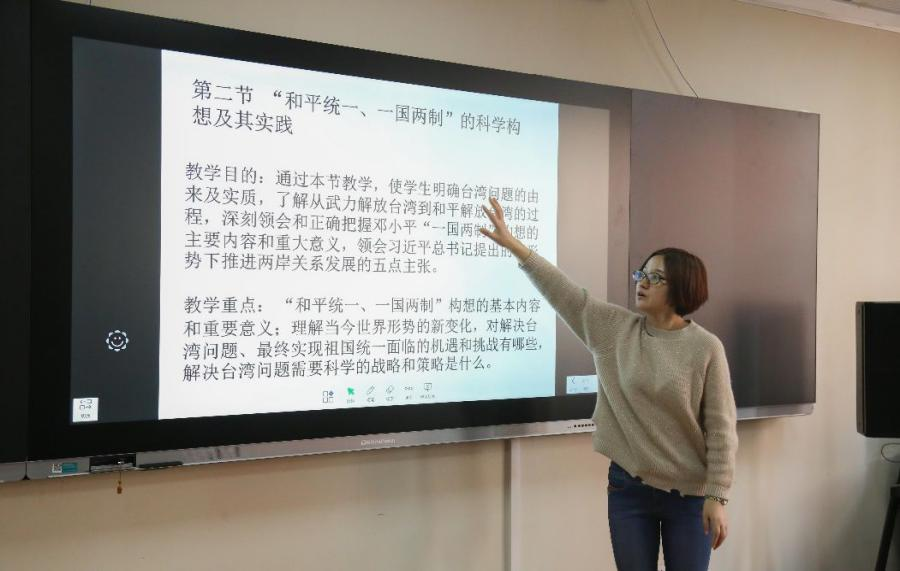 第二节 “和平统一、一国两制”的科学构
想及其实践
教学目的：通过本节教学，使学生明确台湾问题的由
来及实质，了解从武力解放台湾到和平解放台湾的过
程，深刻领会和正确把握邓小平“一国两制”构想的
主要内容和重大意义，领会习近平总书记提出的 形
势下推进两岸关系发展的五点主张。
教学重点： “和平统一、一国两制”构想的基本内容
和重要意义；理解当今世界形势的新变化，对解决台
湾问题、最终实现祖国统一面临的机遇和挑战有哪些，
解决台湾问题需要科学的战略和策略是什么。